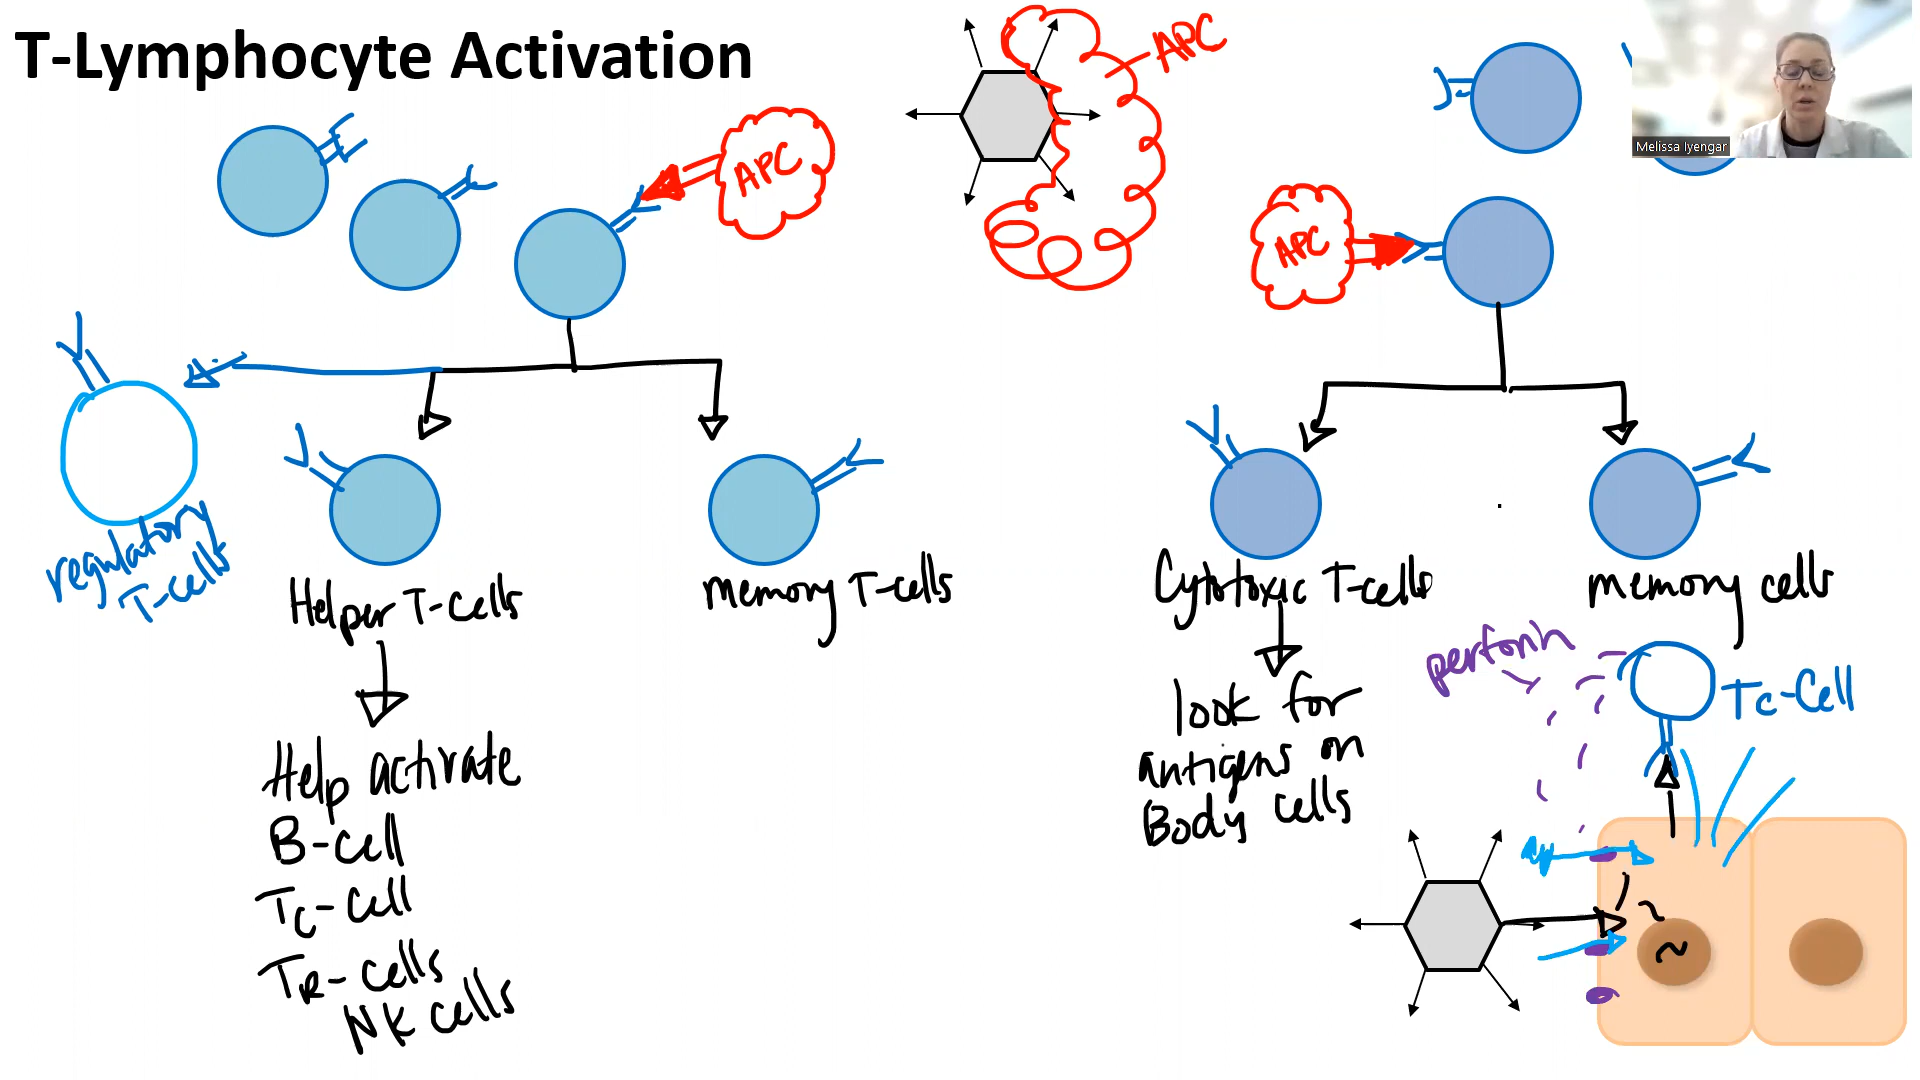 T-Lymphocyte Activation
APC
APC
APC
Melissa Iyengar
regulatory
T-cells
Helper T-cells
memory T-cells
Cytotoxic T-cells
memory cells
Help activate
B-cell
Tc-cell
TR-cells
NK cells
look for
antigens on
Body cells
perforin
Tc-Cell